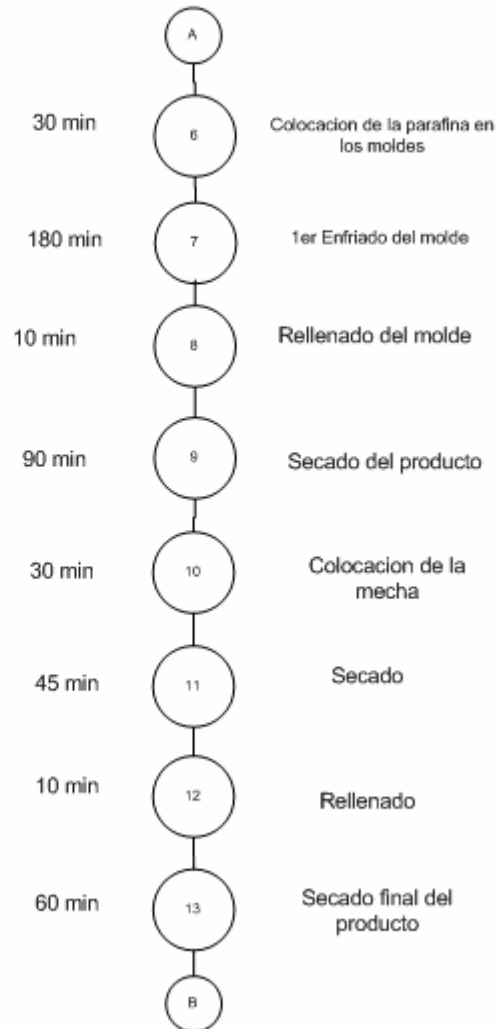 A
30 min
6
Colocacion de la parafina en
los moldes
180 min
7
1er Enfriado del molde
10 min
8
Rellenado del molde
90 min
9
Secado del producto
30 min
10
Colocacion de la
mecha
45 min
11
Secado
10 min
12
Rellenado
60 min
13
Secado final del
producto
B